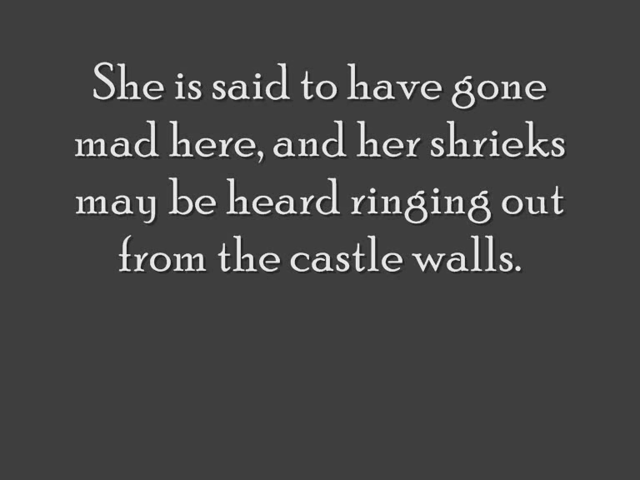 She is said to have gone
mad here, and her shrieks
may be heard ringing out
from the castle walls.